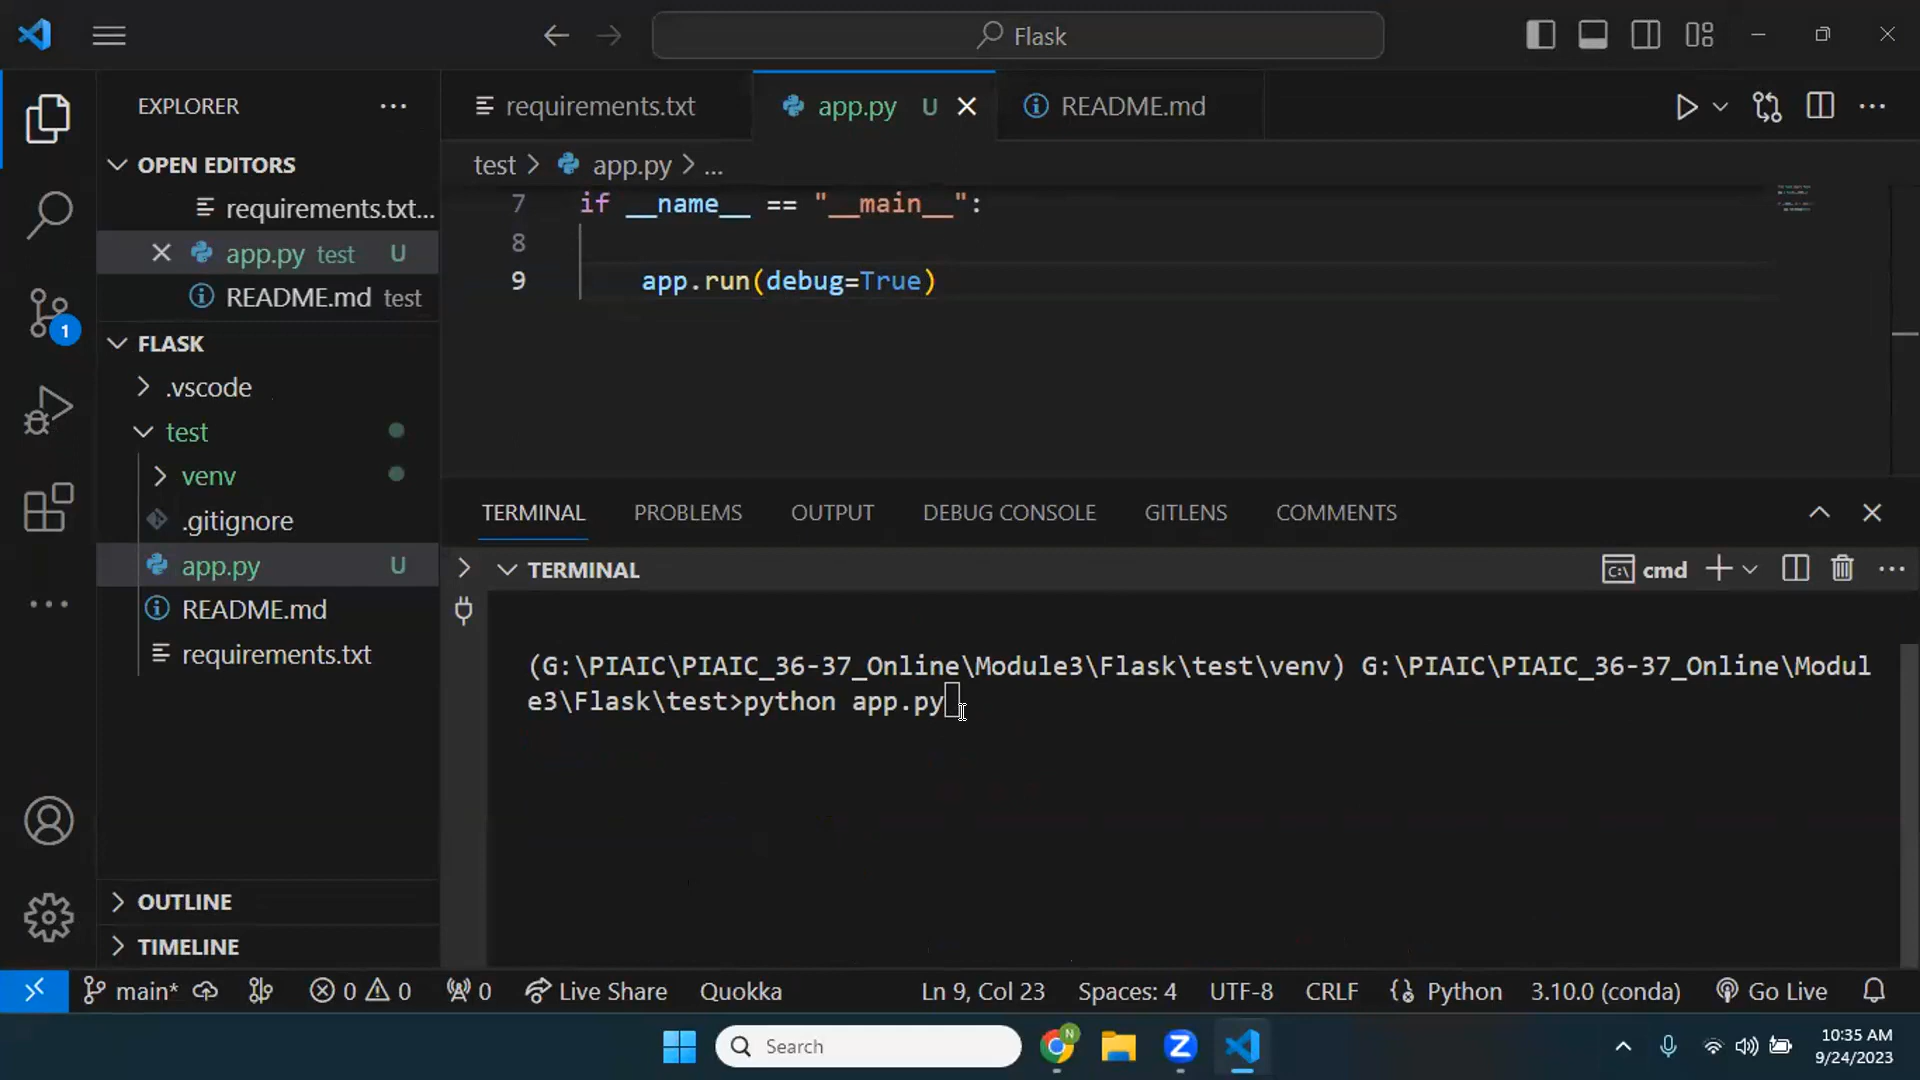 Flask
EXPLORER
requirements.txt
app.py U
README.md
OPEN EDITORS
test > app.py > ...
requirements.txt...
7 if __name__ == "__main__":
app.py test U
8
9 app.run(debug=True)
README.md test
FLASK
.vscode
test
venv
.gitignore
app.py U
README.md
requirements.txt
TERMINAL PROBLEMS OUTPUT DEBUG CONSOLE GITLENS COMMENTS
TERMINAL
cmd
(G:\PIAIC\PIAIC_36-37_Online\Module3\Flask\test\venv) G:\PIAIC\PIAIC_36-37_Online\Modul
e3\Flask\test>python app.py
OUTLINE
TIMELINE
1
main* 0 0 0 Live Share Quokka Ln 9, Col 23 Spaces: 4 UTF-8 CRLF Python 3.10.0 (conda) Go Live
Search
N
Z
10:35 AM
9/24/2023